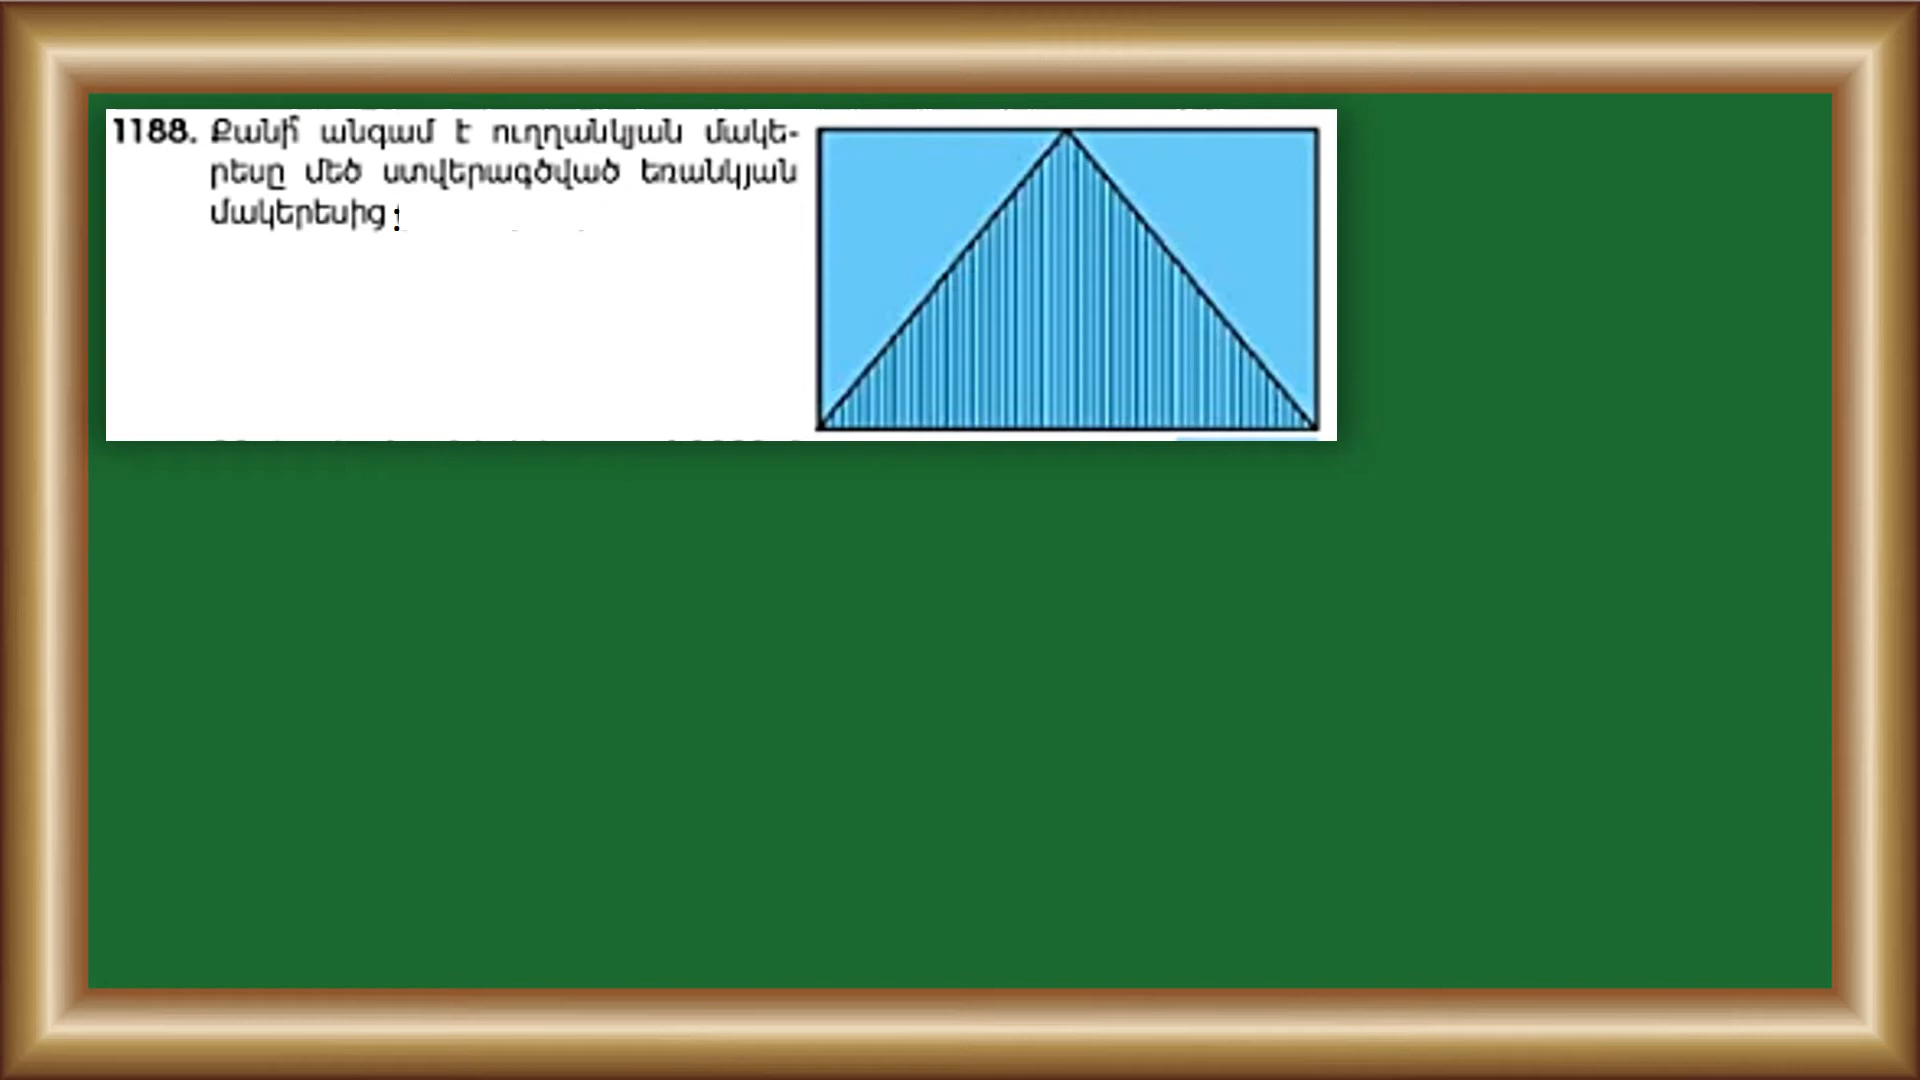 1188. Քանի՞ անգամ է ուղղանկյան մակե-
րեսը մեծ ստվերագծված եռանկյան
մակերեսից: